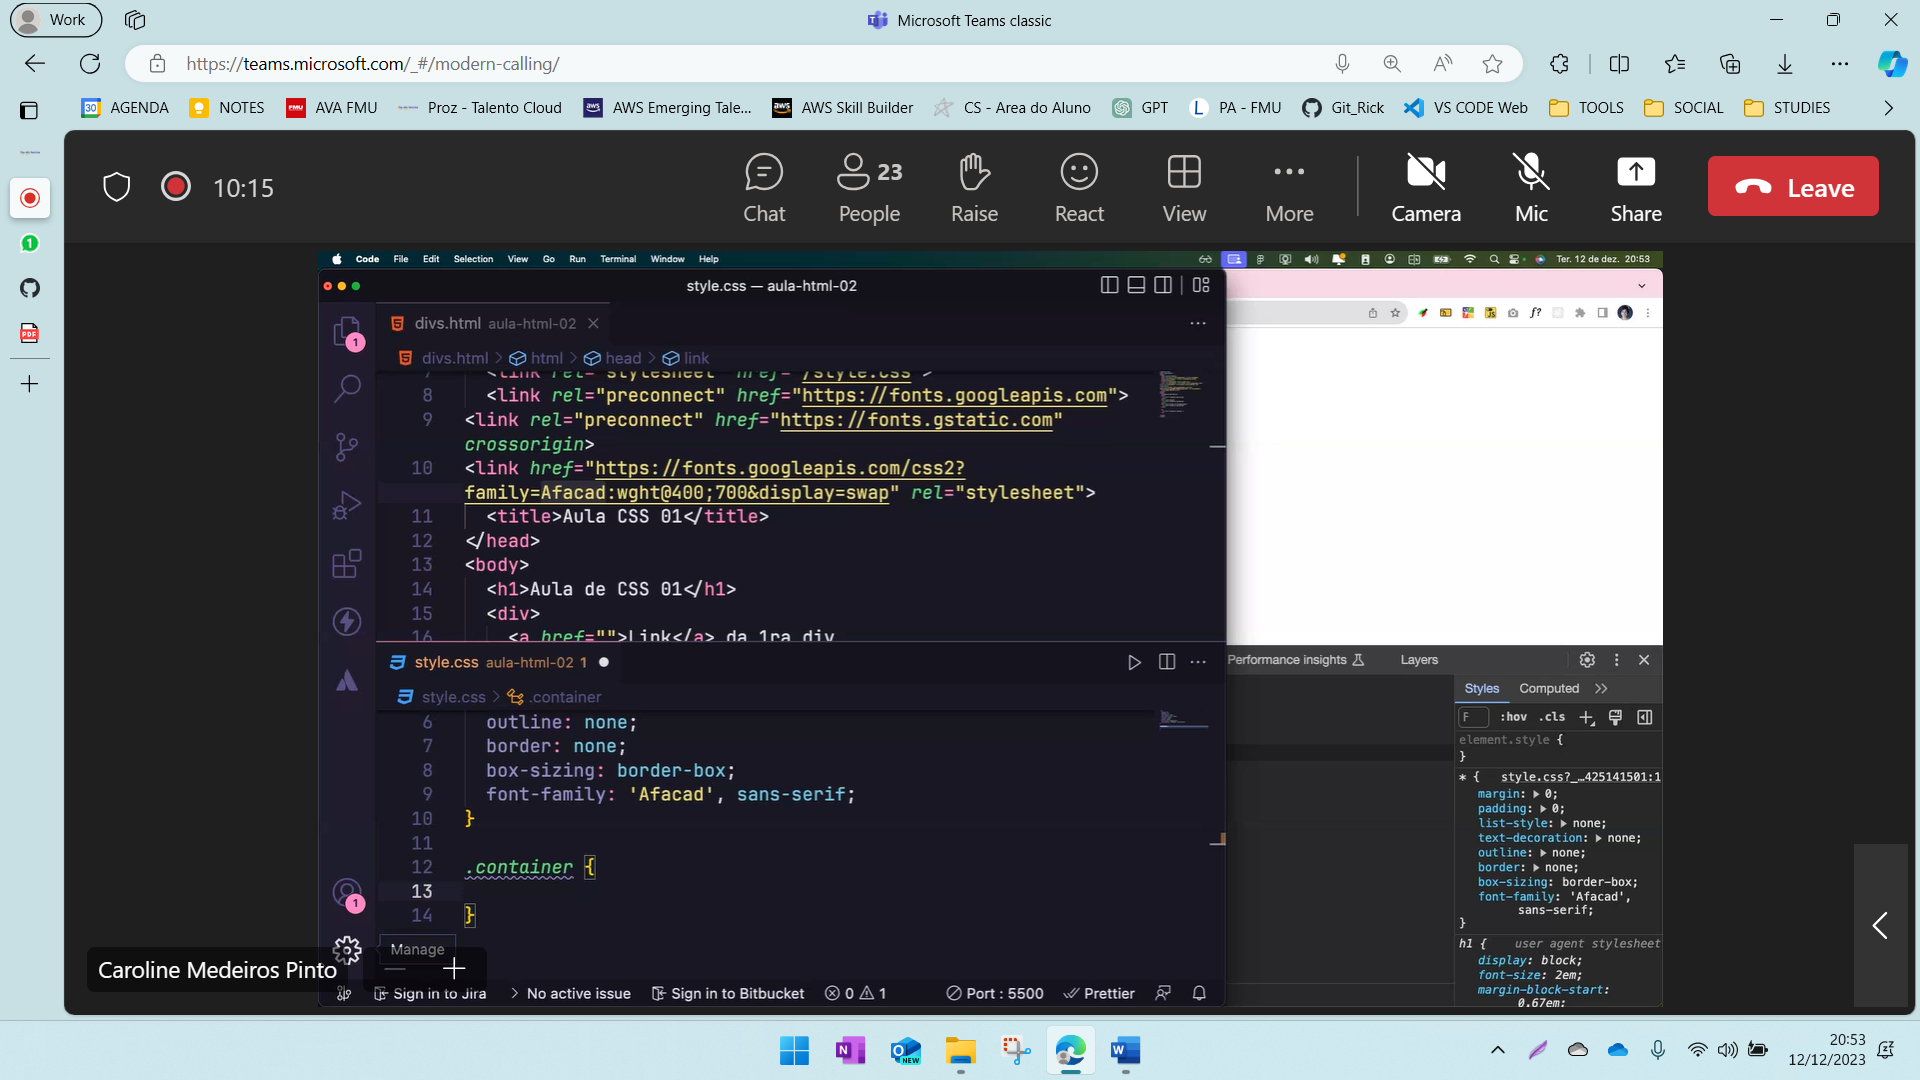 Work
Microsoft Teams classic
https://teams.microsoft.com/_#/modern-calling/
AGENDA
NOTES
AVA FMU
Proz - Talento Cloud
AWS Emerging Tale...
AWS Skill Builder
CS - Area do Aluno
GPT
PA - FMU
Git_Rick
VS CODE Web
TOOLS
SOCIAL
STUDIES
10:15
Chat
23
People
Raise
React
View
More
Camera
Mic
Share
Leave
Code File Edit Selection View Go Run Terminal Window Help
Ter. 12 de dez. 20:53
style.css — aula-html-02
divs.html aula-html-02
divs.html > html > head > link
7 <link rel="stylesheet" href="/style.css">
8 <link rel="preconnect" href="https://fonts.googleapis.com">
9 <link rel="preconnect" href="https://fonts.gstatic.com"
crossorigin>
10 <link href="https://fonts.googleapis.com/css2?
family=Afacad:wght@400;700&display=swap" rel="stylesheet">
11 <title>Aula CSS 01</title>
12 </head>
13 <body>
14 <h1>Aula de CSS 01</h1>
15 <div>
16 <a href="">Link</a> da 1ra div
style.css aula-html-02 1
style.css > .container
6 outline: none;
7 border: none;
8 box-sizing: border-box;
9 font-family: 'Afacad', sans-serif;
10 }
11
12 .container {
13
14 }
Manage
Caroline Medeiros Pinto
Sign in to Jira
No active issue
Sign in to Bitbucket
0 1
Port : 5500
Prettier
Performance insights
Layers
Styles
Computed
F
:hov .cls
element.style {
}
* { style.css?_…425141501:1
margin: 0;
padding: 0;
list-style: none;
text-decoration: none;
outline: none;
border: none;
box-sizing: border-box;
font-family: 'Afacad',
sans-serif;
}
h1 { user agent stylesheet
display: block;
font-size: 2em;
margin-block-start:
0.67em;
20:53
12/12/2023